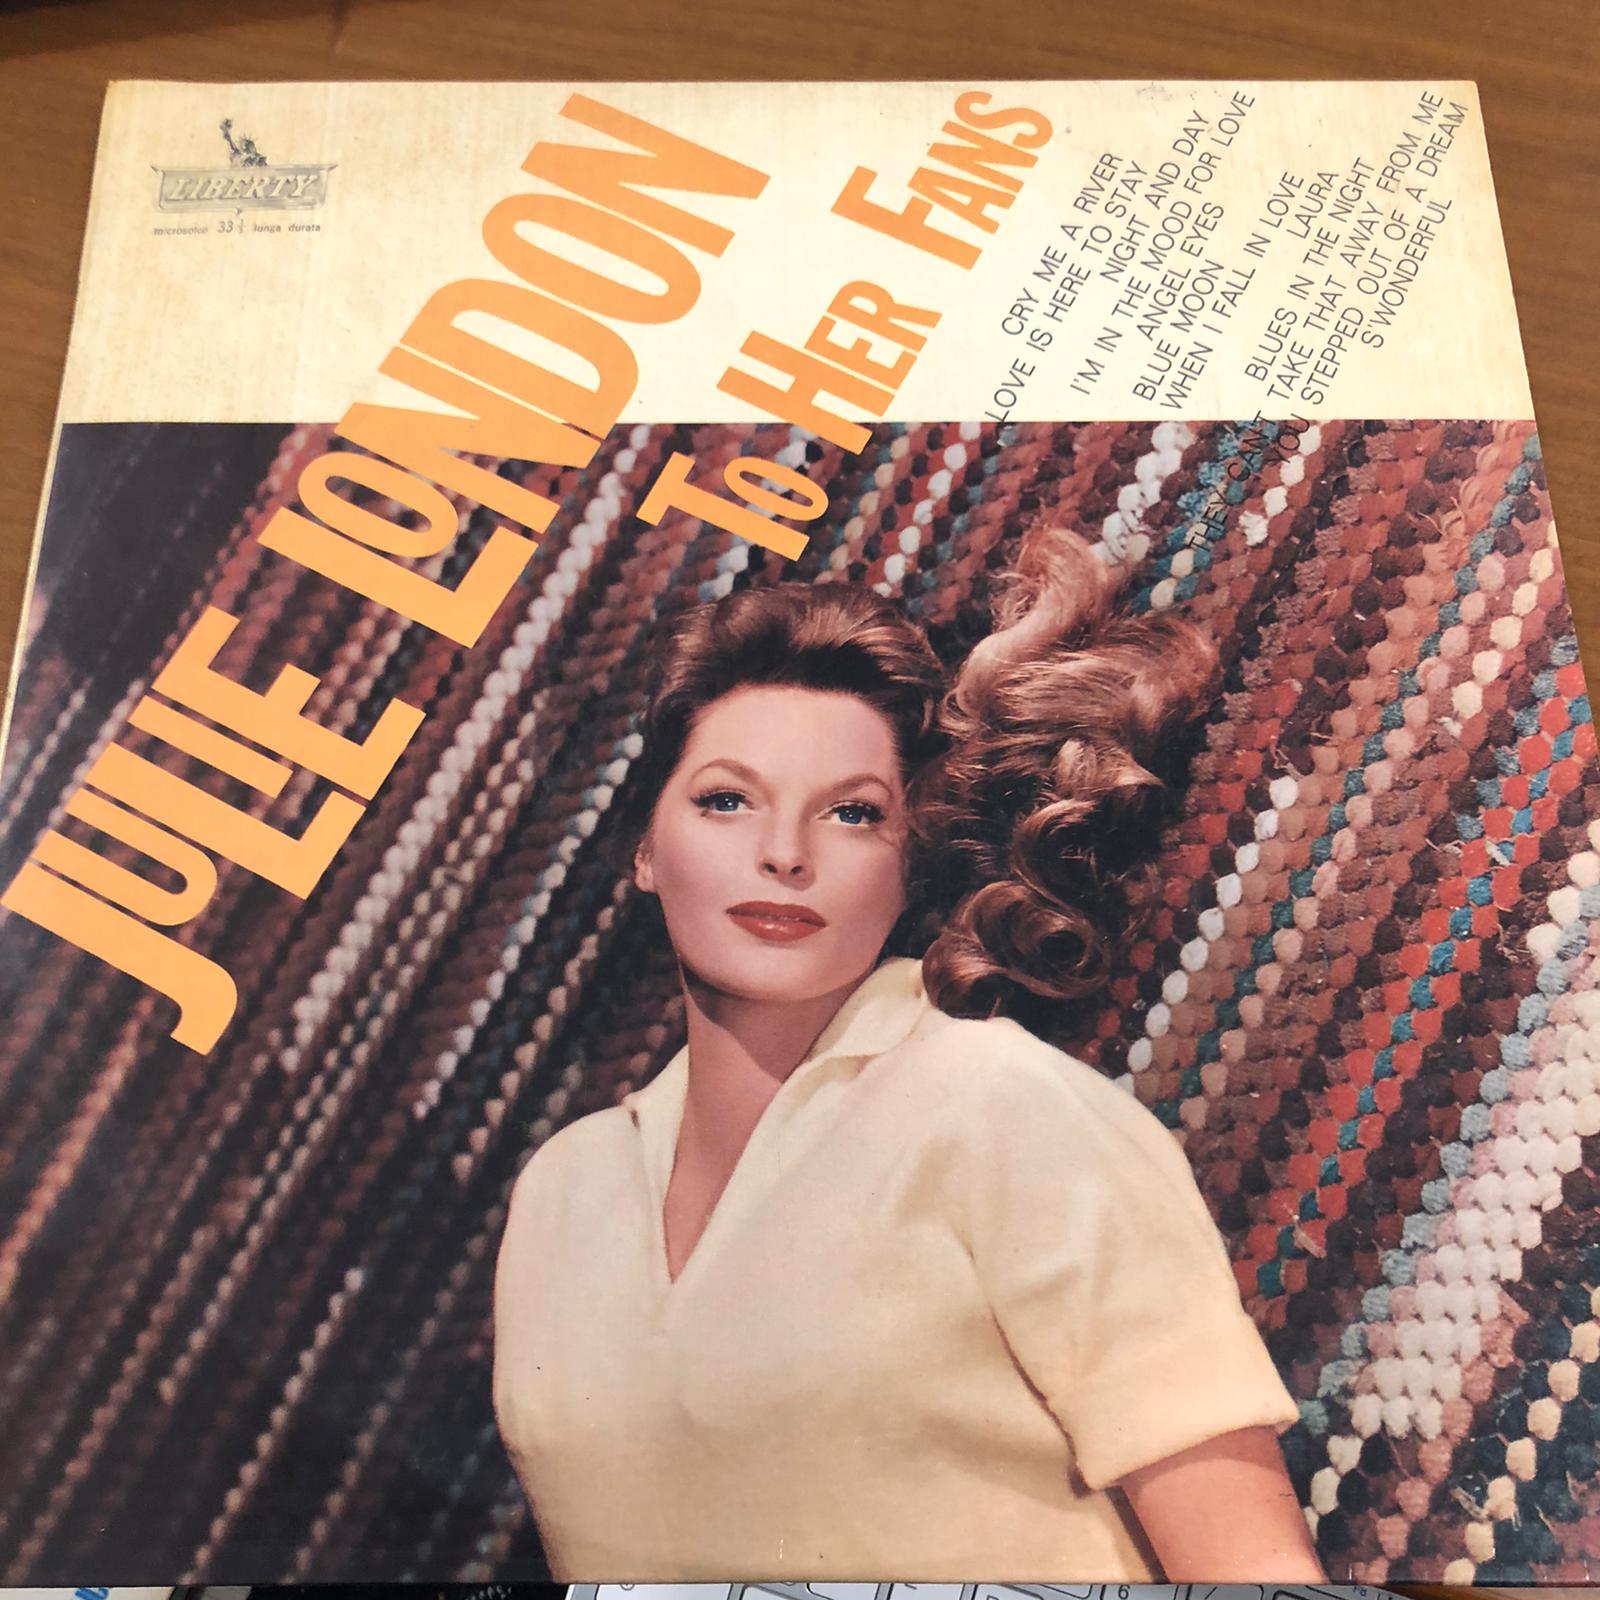 LIBERTY
microsolco 33⅓ lunga durata
JULIE LONDON
TO HER FANS
CRY ME A RIVER
LOVE IS HERE TO STAY
NIGHT AND DAY
I'M IN THE MOOD FOR LOVE
ANGEL EYES
BLUE MOON
WHEN I FALL IN LOVE
LAURA
BLUES IN THE NIGHT
THEY CAN'T TAKE THAT AWAY FROM ME
YOU STEPPED OUT OF A DREAM
S'WONDERFUL
9
7